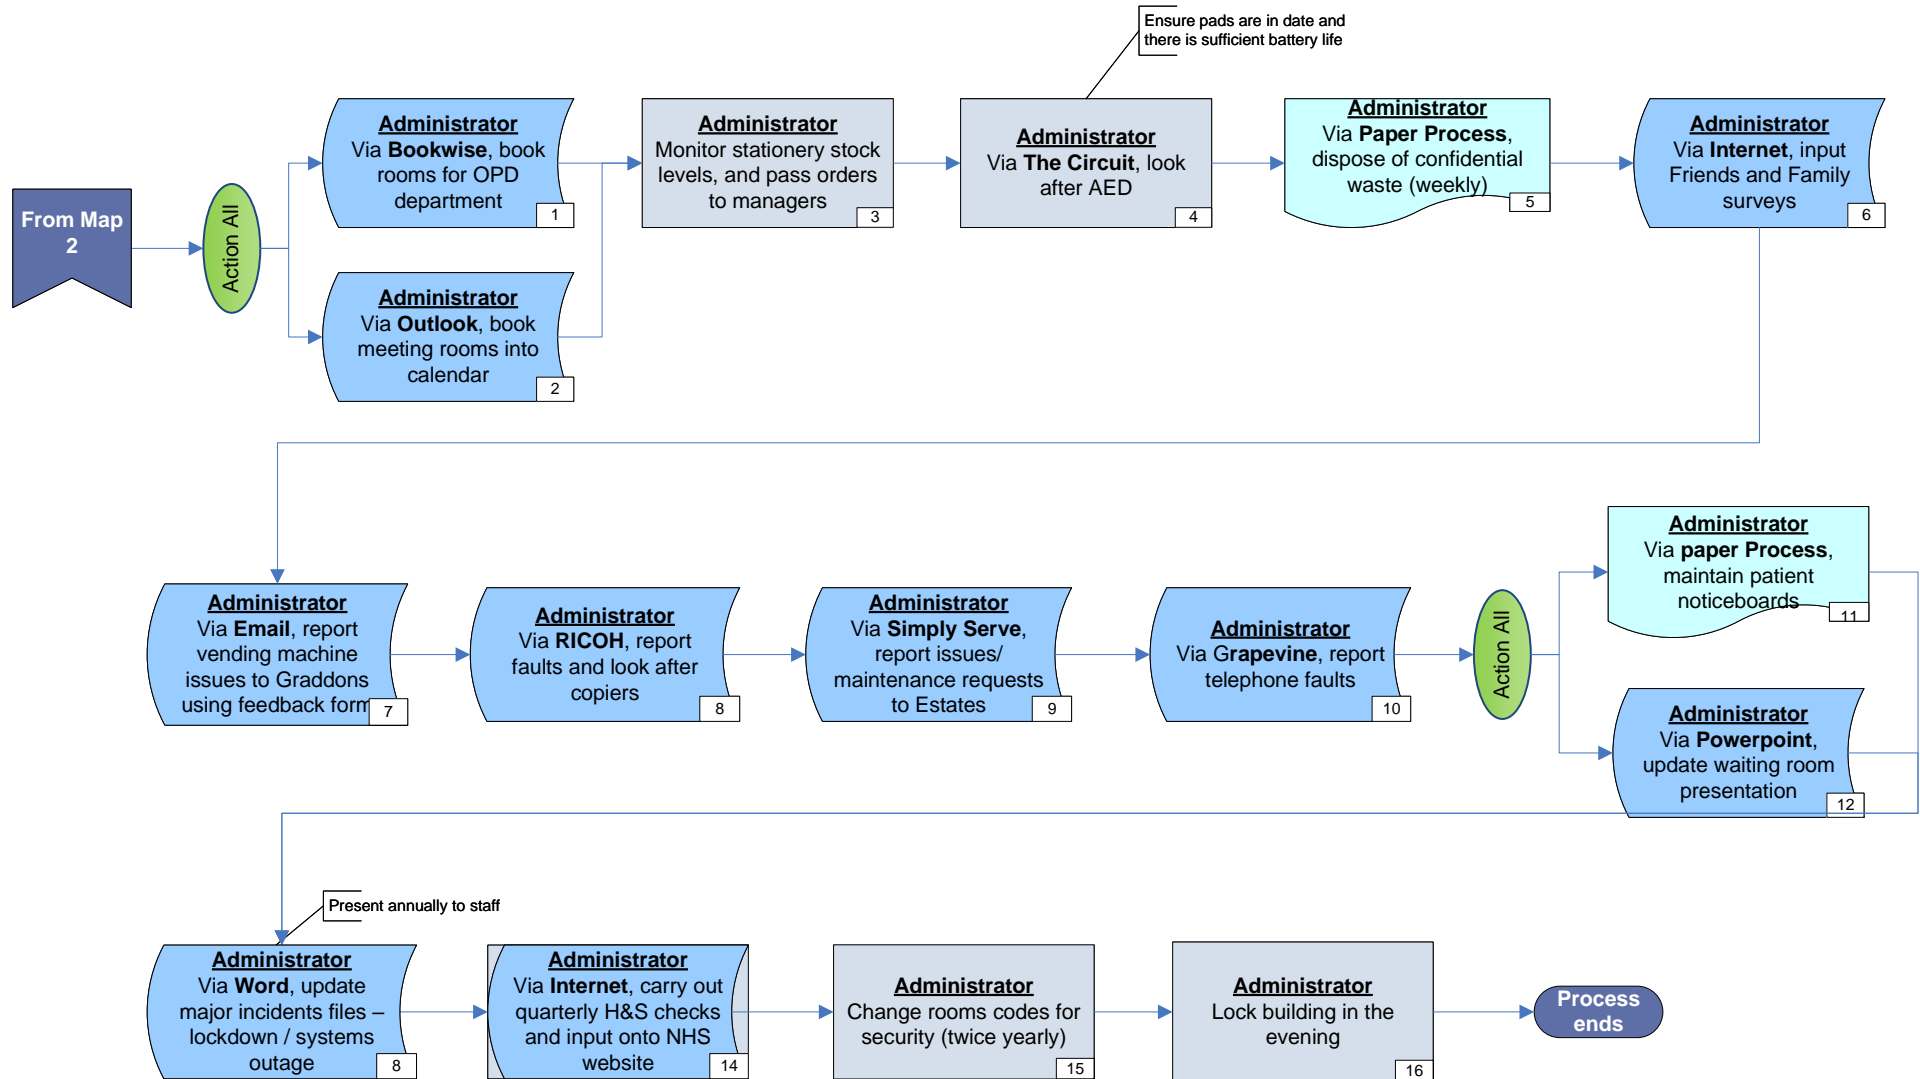 Ensure pads are in date and
there is sufficient battery life
From Map
2
Action All
Administrator
Via Bookwise, book
rooms for OPD
department
1
Administrator
Via Outlook, book
meeting rooms into
calendar
2
Administrator
Monitor stationery stock
levels, and pass orders
to managers
3
Administrator
Via The Circuit, look
after AED
4
Administrator
Via Paper Process,
dispose of confidential
waste (weekly)
5
Administrator
Via Internet, input
Friends and Family
surveys
6
Administrator
Via Email, report
vending machine
issues to Graddons
using feedback form
7
Administrator
Via RICOH, report
faults and look after
copiers
8
Administrator
Via Simply Serve,
report issues/
maintenance requests
to Estates
9
Administrator
Via Grapevine, report
telephone faults
10
Action All
Administrator
Via paper Process,
maintain patient
noticeboards
11
Administrator
Via Powerpoint,
update waiting room
presentation
12
Present annually to staff
Administrator
Via Word, update
major incidents files –
lockdown / systems
outage
8
Administrator
Via Internet, carry out
quarterly H&S checks
and input onto NHS
website
14
Administrator
Change rooms codes for
security (twice yearly)
15
Administrator
Lock building in the
evening
16
Process
ends